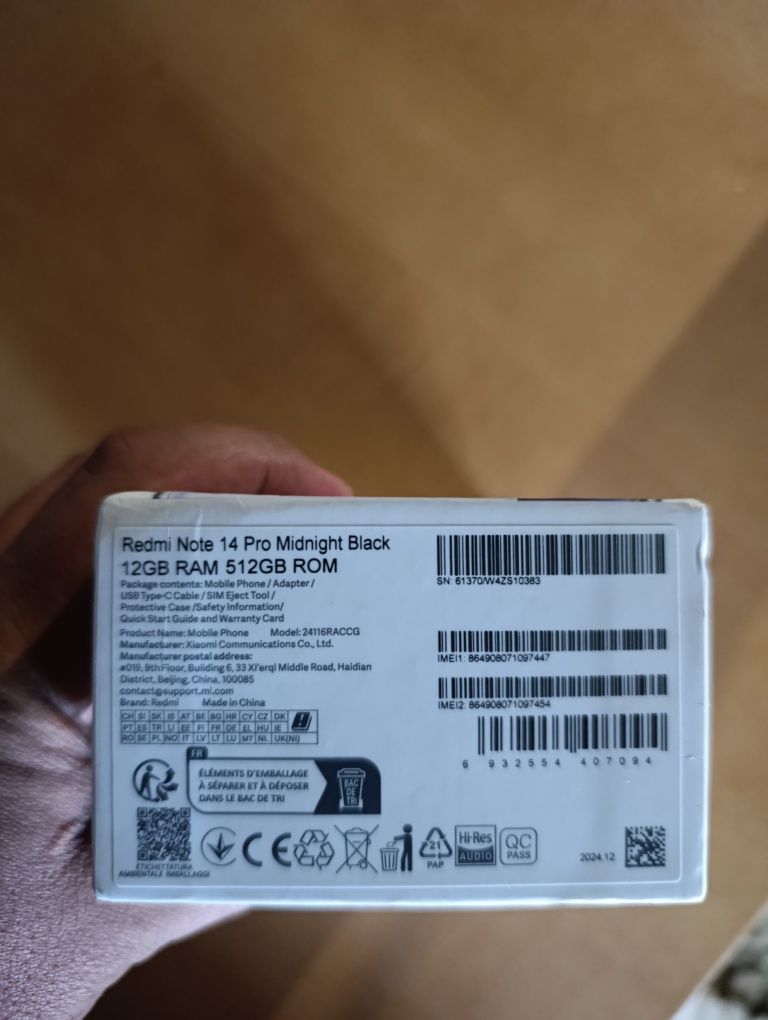 Redmi Note 14 Pro Midnight Black
12GB RAM 512GB ROM
Package contents: Mobile Phone / Adapter /
USB Type-C Cable / SIM Eject Tool /
Protective Case /Safety Information/
Quick Start Guide and Warranty Card
Product Name: Mobile Phone Model: 24116RACCG
Manufacturer: Xiaomi Communications Co., Ltd.
Manufacturer postal address:
#019, 9th Floor, Building 6, 33 Xi'erqi Middle Road, Haidian
District, Beijing, China, 100085
contact@support.mi.com
Brand: Redmi Made in China
CH SI SK IS AT BE BG HR CY CZ DK
PT ES TR LI EE FI FR DE EL HU IE
RO SE PL NO IT LV LT LU MT NL UK(NI)
FR
ÉLÉMENTS D'EMBALLAGE
À SÉPARER ET À DÉPOSER
DANS LE BAC DE TRI
BAC
DE
TRI
ETICHETTATURA
AMBIENTALE IMBALLAGGI
CE
21
PAP
Hi-Res
AUDIO
QC
PASS
2024.12
SN: 61370/W4ZS10383
IMEI1: 864908071097447
IMEI2: 864908071097454
6 932554 407094